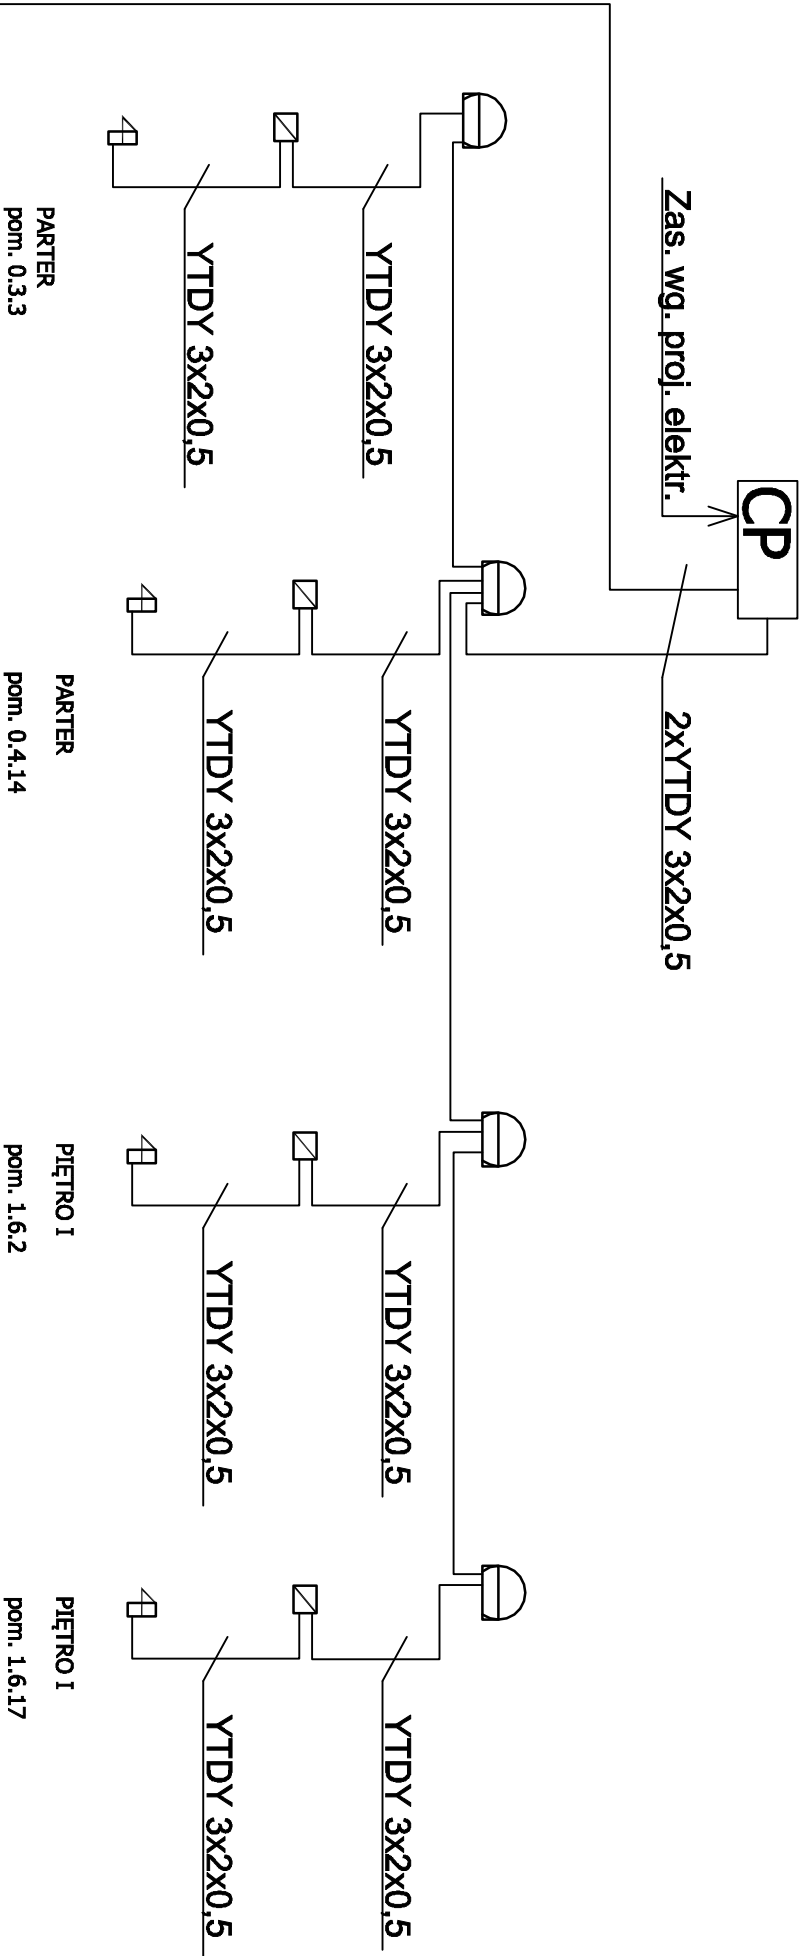 CP
Zas. wg. proj. elektr.
2xYTDY 3x2x0,5
YTDY 3x2x0,5
YTDY 3x2x0,5
YTDY 3x2x0,5
YTDY 3x2x0,5
YTDY 3x2x0,5
YTDY 3x2x0,5
YTDY 3x2x0,5
YTDY 3x2x0,5
PARTER
pom. 0.3.3
PARTER
pom. 0.4.14
PIĘTRO I
pom. 1.6.2
PIĘTRO I
pom. 1.6.17